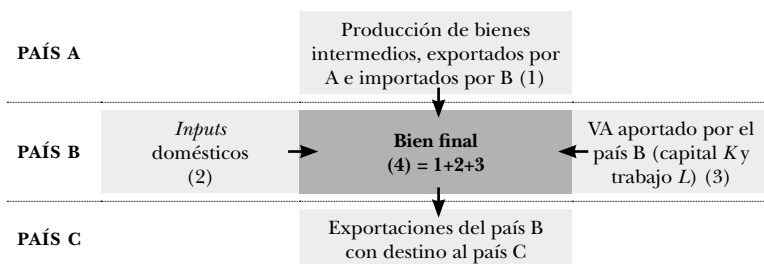 PAÍS A
Producción de bienes
intermedios, exportados por
A e importados por B (1)
PAÍS B
Inputs
domésticos
(2)
Bien final
(4) = 1+2+3
VA aportado por el
país B (capital K y
trabajo L) (3)
PAÍS C
Exportaciones del país B
con destino al país C